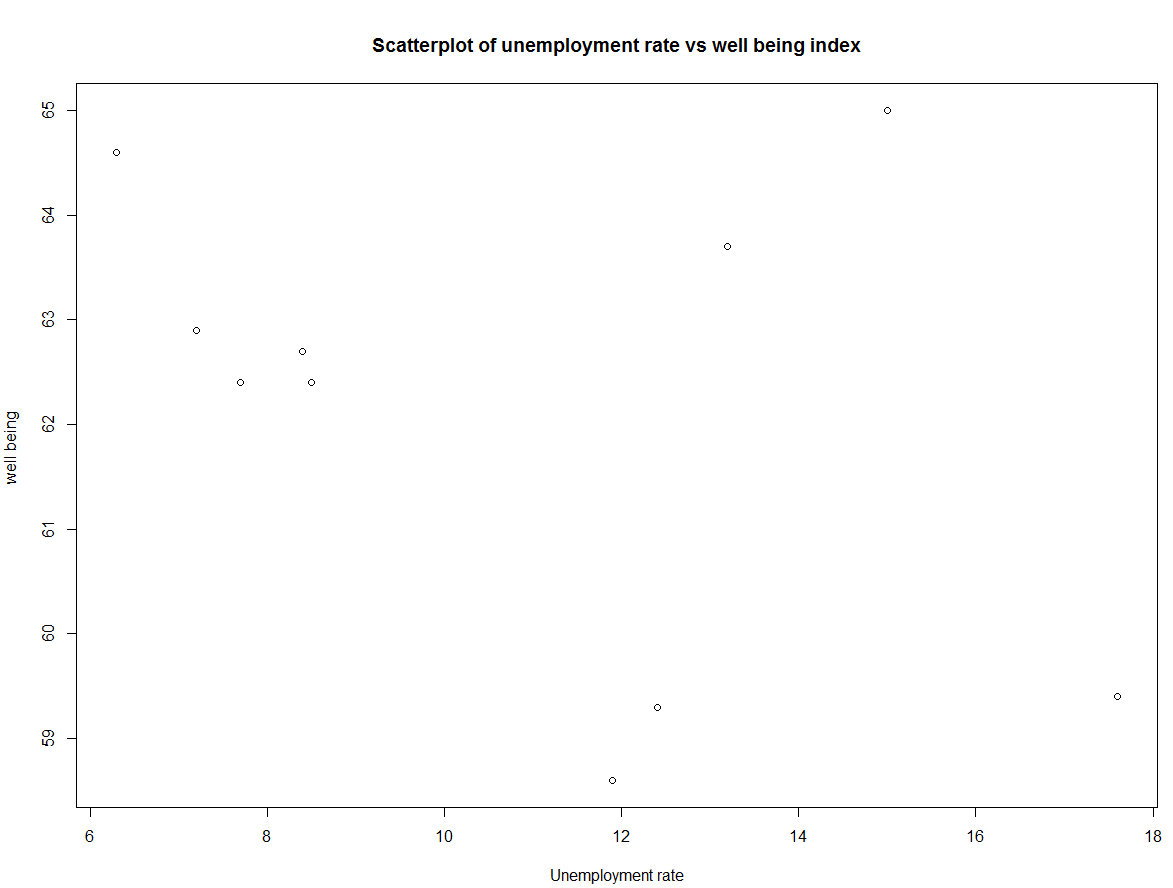 Scatterplot of unemployment rate vs well being index
65
64
63
62
61
60
59
well being
6 8 10 12 14 16 18
Unemployment rate